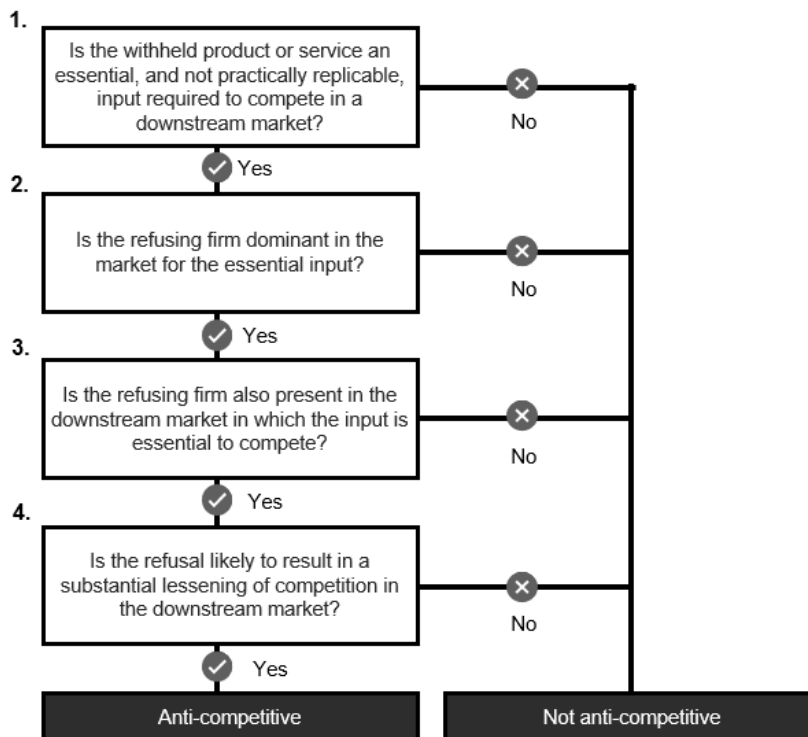 1.
Is the withheld product or service an
essential, and not practically replicable,
input required to compete in a
downstream market?
No
Yes
2.
Is the refusing firm dominant in the
market for the essential input?
No
Yes
3.
Is the refusing firm also present in the
downstream market in which the input is
essential to compete?
No
Yes
4.
Is the refusal likely to result in a
substantial lessening of competition in
the downstream market?
No
Yes
Anti-competitive
Not anti-competitive